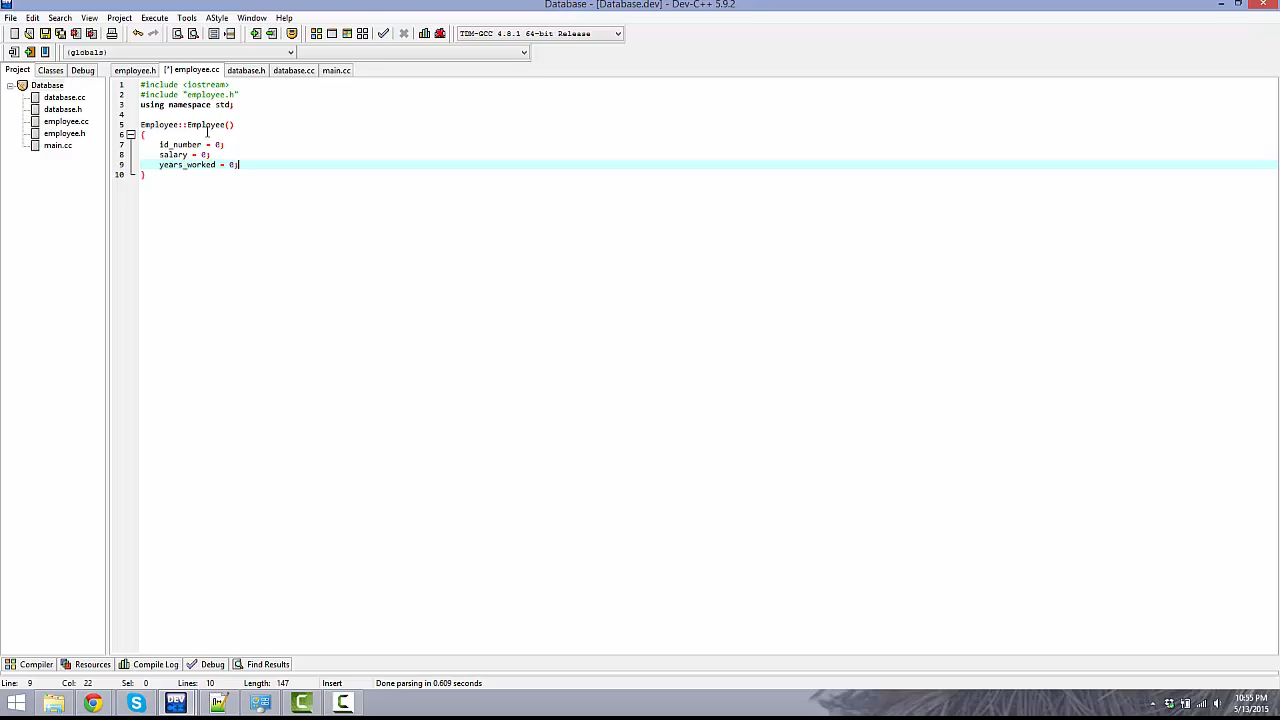 Database - [Database.dev] - Dev-C++ 5.9.2
File Edit Search View Project Execute Tools AStyle Window Help
TDM-GCC 4.8.1 64-bit Release
(globals)
Project Classes Debug employee.h [*] employee.cc database.h database.cc main.cc
Database
database.cc
database.h
employee.cc
employee.h
main.cc
1 #include <iostream>
2 #include "employee.h"
3 using namespace std;
4
5 Employee::Employee()
6 {
7 id_number = 0;
8 salary = 0;
9 years_worked = 0;
10 }
Compiler Resources Compile Log Debug Find Results
Line: 9 Col: 22 Sel: 0 Lines: 10 Length: 147 Insert Done parsing in 0.609 seconds
DEV
10:55 PM
5/13/2015